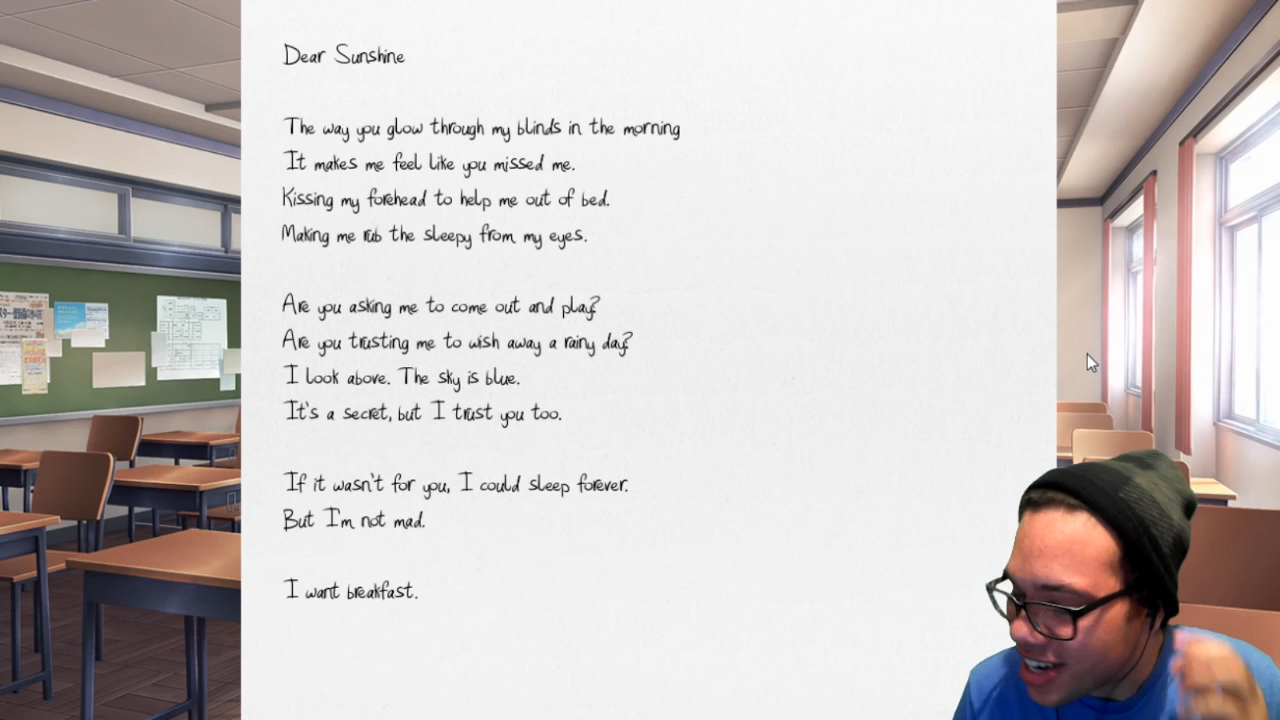 Dear Sunshine
The way you glow through my blinds in the morning
It makes me feel like you missed me.
Kissing my forehead to help me out of bed.
Making me rub the sleepy from my eyes.
Are you asking me to come out and play?
Are you trusting me to wish away a rainy day?
I look above. The sky is blue.
It's a secret, but I trust you too.
If it wasn't for you, I could sleep forever.
But I'm not mad.
I want breakfast.